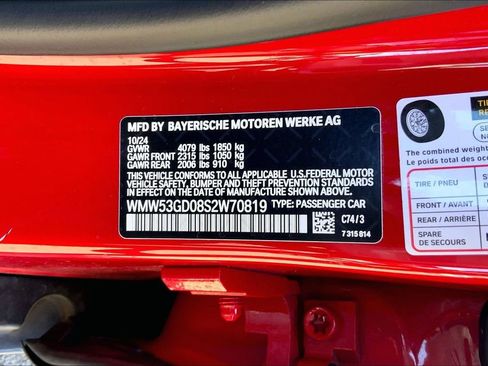 MFD BY BAYERISCHE MOTOREN WERKE AG
10/24
GVWR 4079 lbs 1850 kg
GAWR FRONT 2315 lbs 1050 kg
GAWR REAR 2006 lbs 910 kg
THIS VEHICLE CONFORMS TO ALL APPLICABLE U.S.FEDERAL MOTOR
VEHICLE SAFETY, BUMPER, AND THEFT PREVENTION STANDARDS
IN EFFECT ON THE DATE OF MANUFACTURE SHOWN ABOVE.
WMW53GD08S2W70819 TYPE: PASSENGER CAR
C74/3
7 315 814
The combined weight
Le poids total des oc
TIRE / PNEU
FRONT / AVANT
REAR / ARRIÈRE
SPARE
DE SECOURS